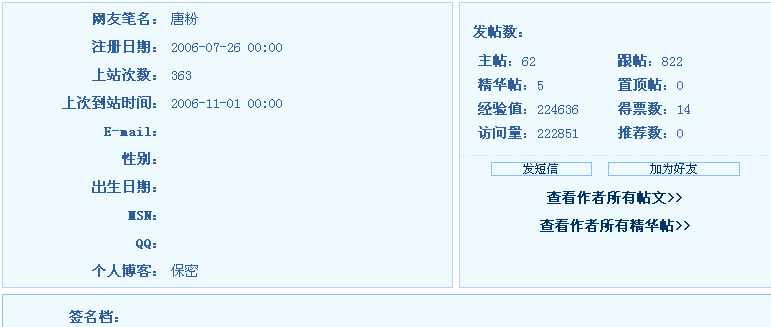 网友笔名： 唐粉
注册日期： 2006-07-26 00:00
上站次数： 363
上次到站时间： 2006-11-01 00:00
E-mail：
性别：
出生日期：
MSN：
QQ：
个人博客： 保密
发帖数：
主帖：62 跟帖：822
精华帖：5 置顶帖：0
经验值：224636 得票数：14
访问量：222851 推荐数：0
发短信 加为好友
查看作者所有帖文>>
查看作者所有精华帖>>
签名档：